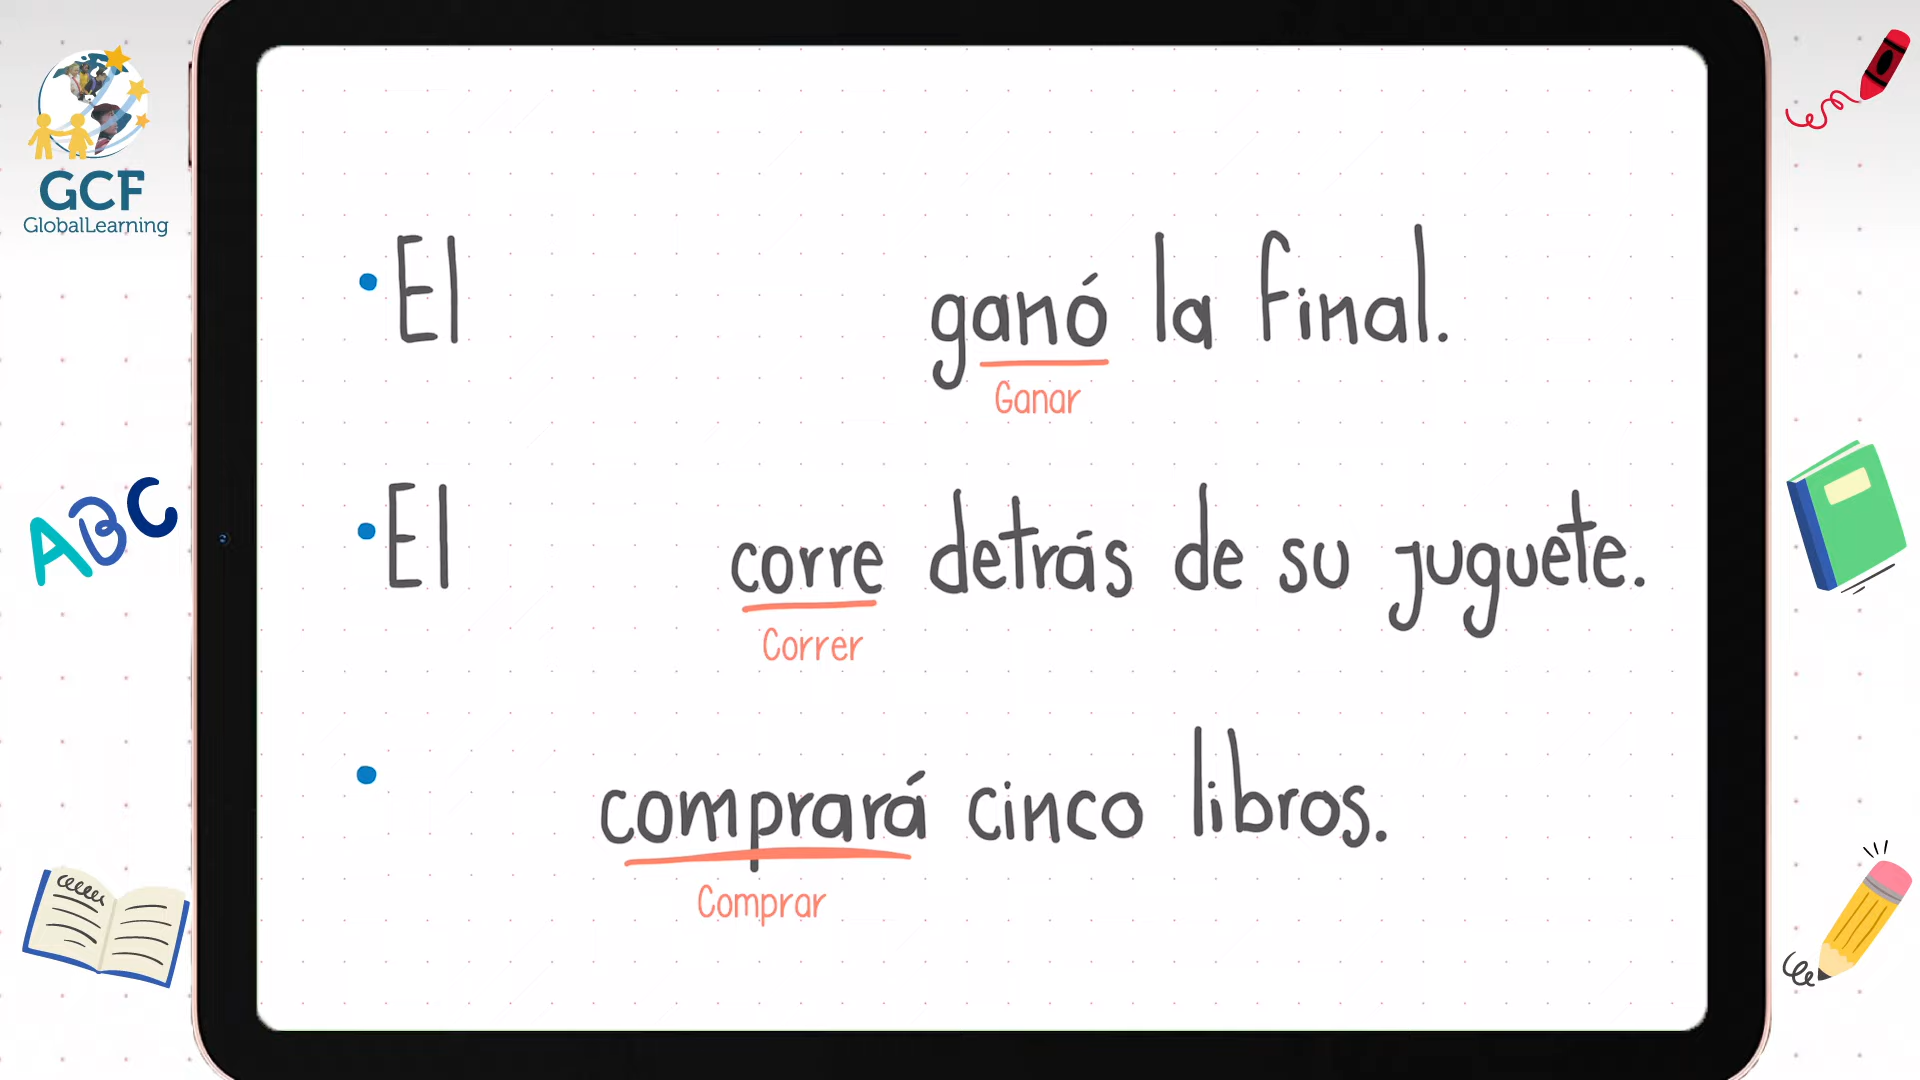 GCF
GlobalLearning
ABC
• El ganó la final.
Ganar
• El corre detrás de su juguete.
Correr
• comprará cinco libros.
Comprar